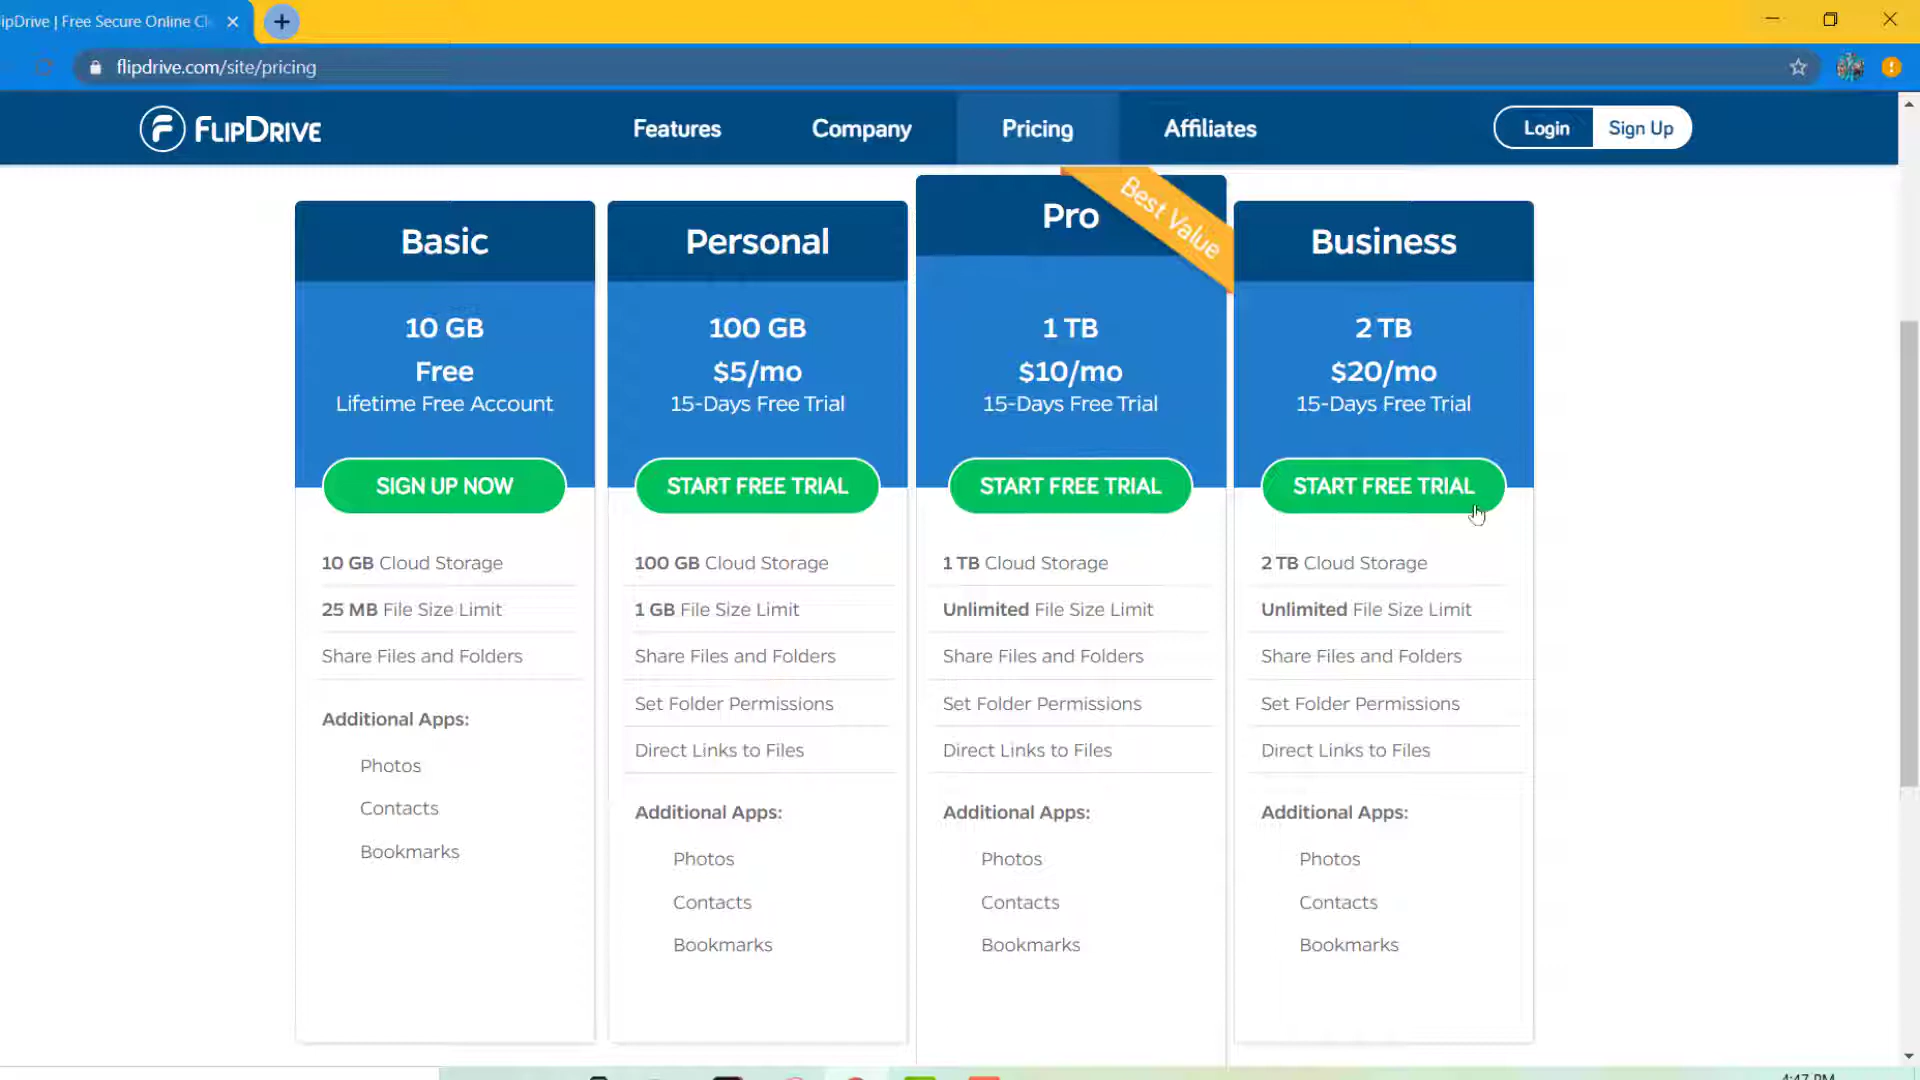 ipDrive | Free Secure Online Cl
flipdrive.com/site/pricing
FLIPDRIVE
Features
Company
Pricing
Affiliates
Login
Sign Up
Basic
10 GB
Free
Lifetime Free Account
SIGN UP NOW
10 GB Cloud Storage
25 MB File Size Limit
Share Files and Folders
Additional Apps:
Photos
Contacts
Bookmarks
Personal
100 GB
$5/mo
15-Days Free Trial
START FREE TRIAL
100 GB Cloud Storage
1 GB File Size Limit
Share Files and Folders
Set Folder Permissions
Direct Links to Files
Additional Apps:
Photos
Contacts
Bookmarks
Pro
Best Value
1 TB
$10/mo
15-Days Free Trial
START FREE TRIAL
1 TB Cloud Storage
Unlimited File Size Limit
Share Files and Folders
Set Folder Permissions
Direct Links to Files
Additional Apps:
Photos
Contacts
Bookmarks
Business
2 TB
$20/mo
15-Days Free Trial
START FREE TRIAL
2 TB Cloud Storage
Unlimited File Size Limit
Share Files and Folders
Set Folder Permissions
Direct Links to Files
Additional Apps:
Photos
Contacts
Bookmarks
4:47 PM